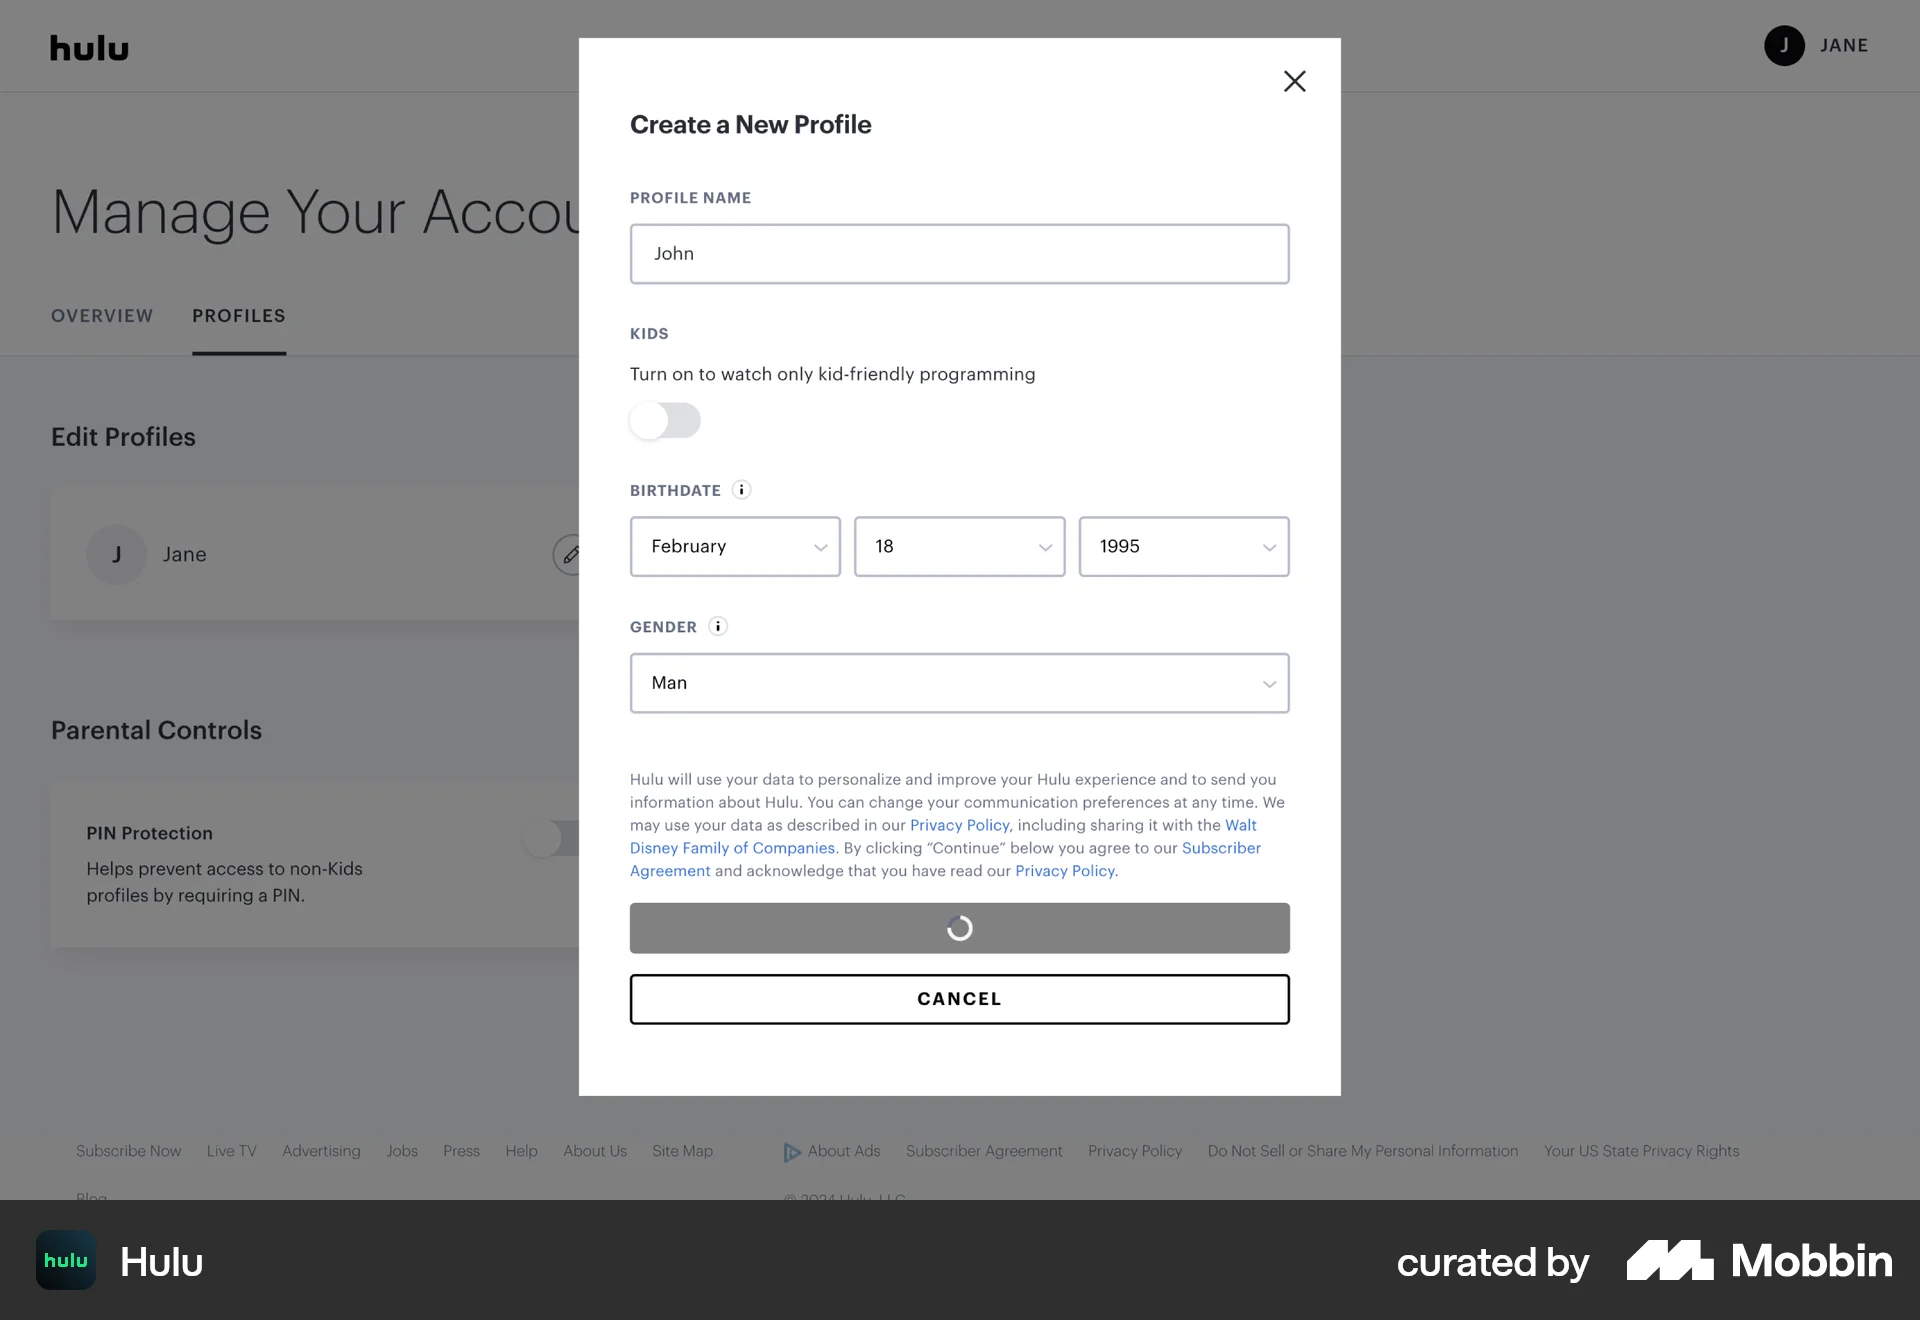 hulu
J JANE
Manage Your Accou
OVERVIEW PROFILES
Edit Profiles
J Jane
Parental Controls
PIN Protection
Helps prevent access to non-Kids
profiles by requiring a PIN.
Create a New Profile
PROFILE NAME
John
KIDS
Turn on to watch only kid-friendly programming
BIRTHDATE i
February 18 1995
GENDER i
Man
Hulu will use your data to personalize and improve your Hulu experience and to send you
information about Hulu. You can change your communication preferences at any time. We
may use your data as described in our Privacy Policy, including sharing it with the Walt
Disney Family of Companies. By clicking “Continue” below you agree to our Subscriber
Agreement and acknowledge that you have read our Privacy Policy.
CANCEL
Subscribe Now Live TV Advertising Jobs Press Help About Us Site Map About Ads Subscriber Agreement Privacy Policy Do Not Sell or Share My Personal Information Your US State Privacy Rights
Blog © 2024 Hulu, LLC
hulu Hulu curated by Mobbin